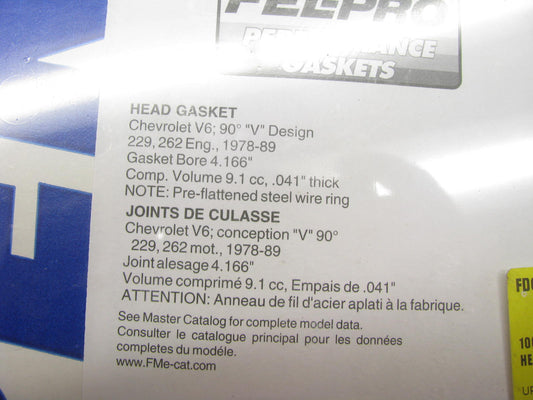 FELPRO
PERFORMANCE
GASKETS
HEAD GASKET
Chevrolet V6; 90° "V" Design
229, 262 Eng., 1978-89
Gasket Bore 4.166"
Comp. Volume 9.1 cc, .041" thick
NOTE: Pre-flattened steel wire ring
JOINTS DE CULASSE
Chevrolet V6; conception "V" 90°
229, 262 mot., 1978-89
Joint alesage 4.166"
Volume comprimé 9.1 cc, Empais de .041"
ATTENTION: Anneau de fil d'acier aplati à la fabrique.
See Master Catalog for complete model data.
Consulter le catalogue principal pour les données
completes du modéle.
www.FMe-cat.com